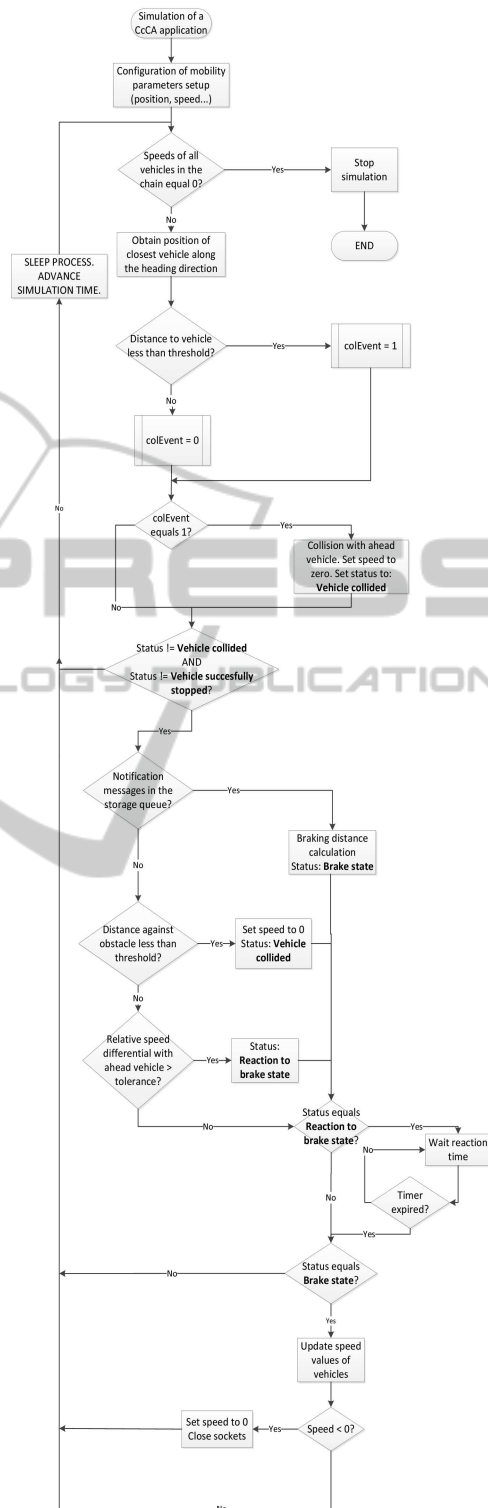 Simulation of a
CcCA application
Configuration of mobility
parameters setup
(position, speed...)
Speeds of all
vehicles in the
chain equal 0?
Yes
Stop
simulation
END
No
Obtain position of
closest vehicle along
the heading direction
SLEEP PROCESS.
ADVANCE
SIMULATION TIME.
Distance to vehicle
less than threshold?
Yes
colEvent = 1
No
colEvent = 0
No
colEvent
equals 1?
Yes
Collision with ahead
vehicle. Set speed to
zero. Set status to:
Vehicle collided
No
PRESS
Status != Vehicle collided
AND
Status != Vehicle succesfully
stopped?
LOGY PUBLICATION
Yes
Notification
messages in the
storage queue?
Yes
Braking distance
calculation
Status: Brake state
No
Distance against
obstacle less than
threshold?
Yes
Set speed to 0
Status: Vehicle
collided
No
Relative speed
differential with
ahead vehicle >
tolerance?
Yes
Status:
Reaction to
brake state
No
Status equals
Reaction to
brake state?
Yes
Wait reaction
time
No
Timer
expired?
Yes
No
Status equals
Brake state?
No
Yes
Update speed
values of
vehicles
Speed < 0?
Yes
Set speed to 0
Close sockets
No